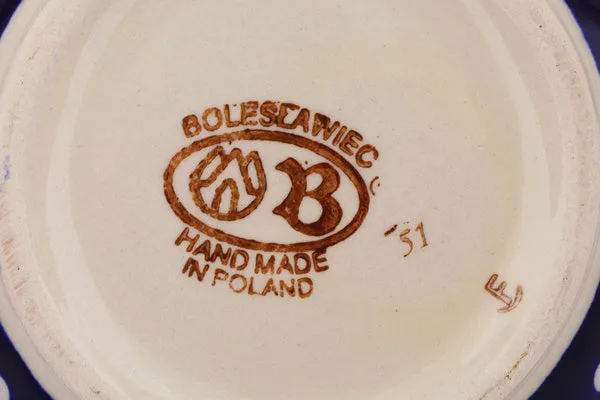 BOLESŁAWIEC
B
HAND MADE
IN POLAND
51